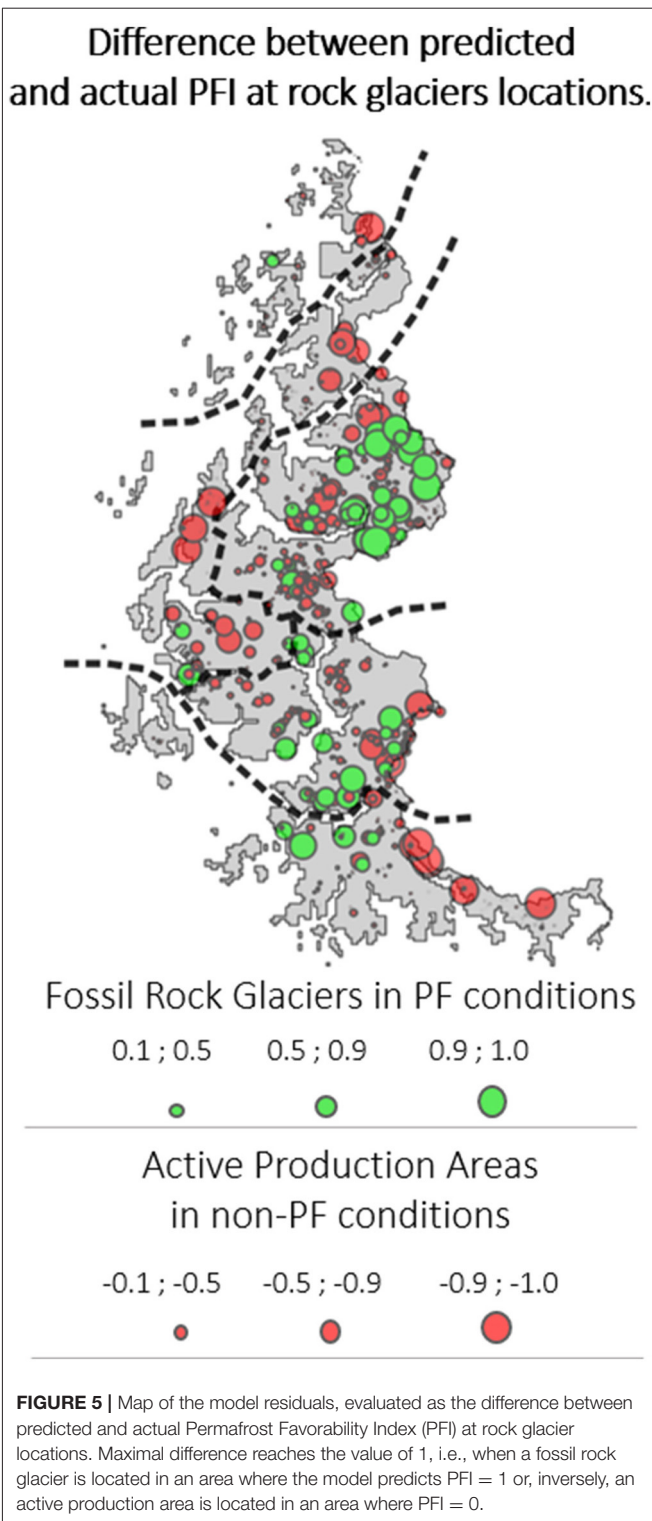 Difference between predicted
and actual PFI at rock glaciers locations.
Fossil Rock Glaciers in PF conditions
0.1 ; 0.5 0.5 ; 0.9 0.9 ; 1.0
Active Production Areas
in non-PF conditions
-0.1 ; -0.5 -0.5 ; -0.9 -0.9 ; -1.0
FIGURE 5 | Map of the model residuals, evaluated as the difference between
predicted and actual Permafrost Favorability Index (PFI) at rock glacier
locations. Maximal difference reaches the value of 1, i.e., when a fossil rock
glacier is located in an area where the model predicts PFI = 1 or, inversely, an
active production area is located in an area where PFI = 0.